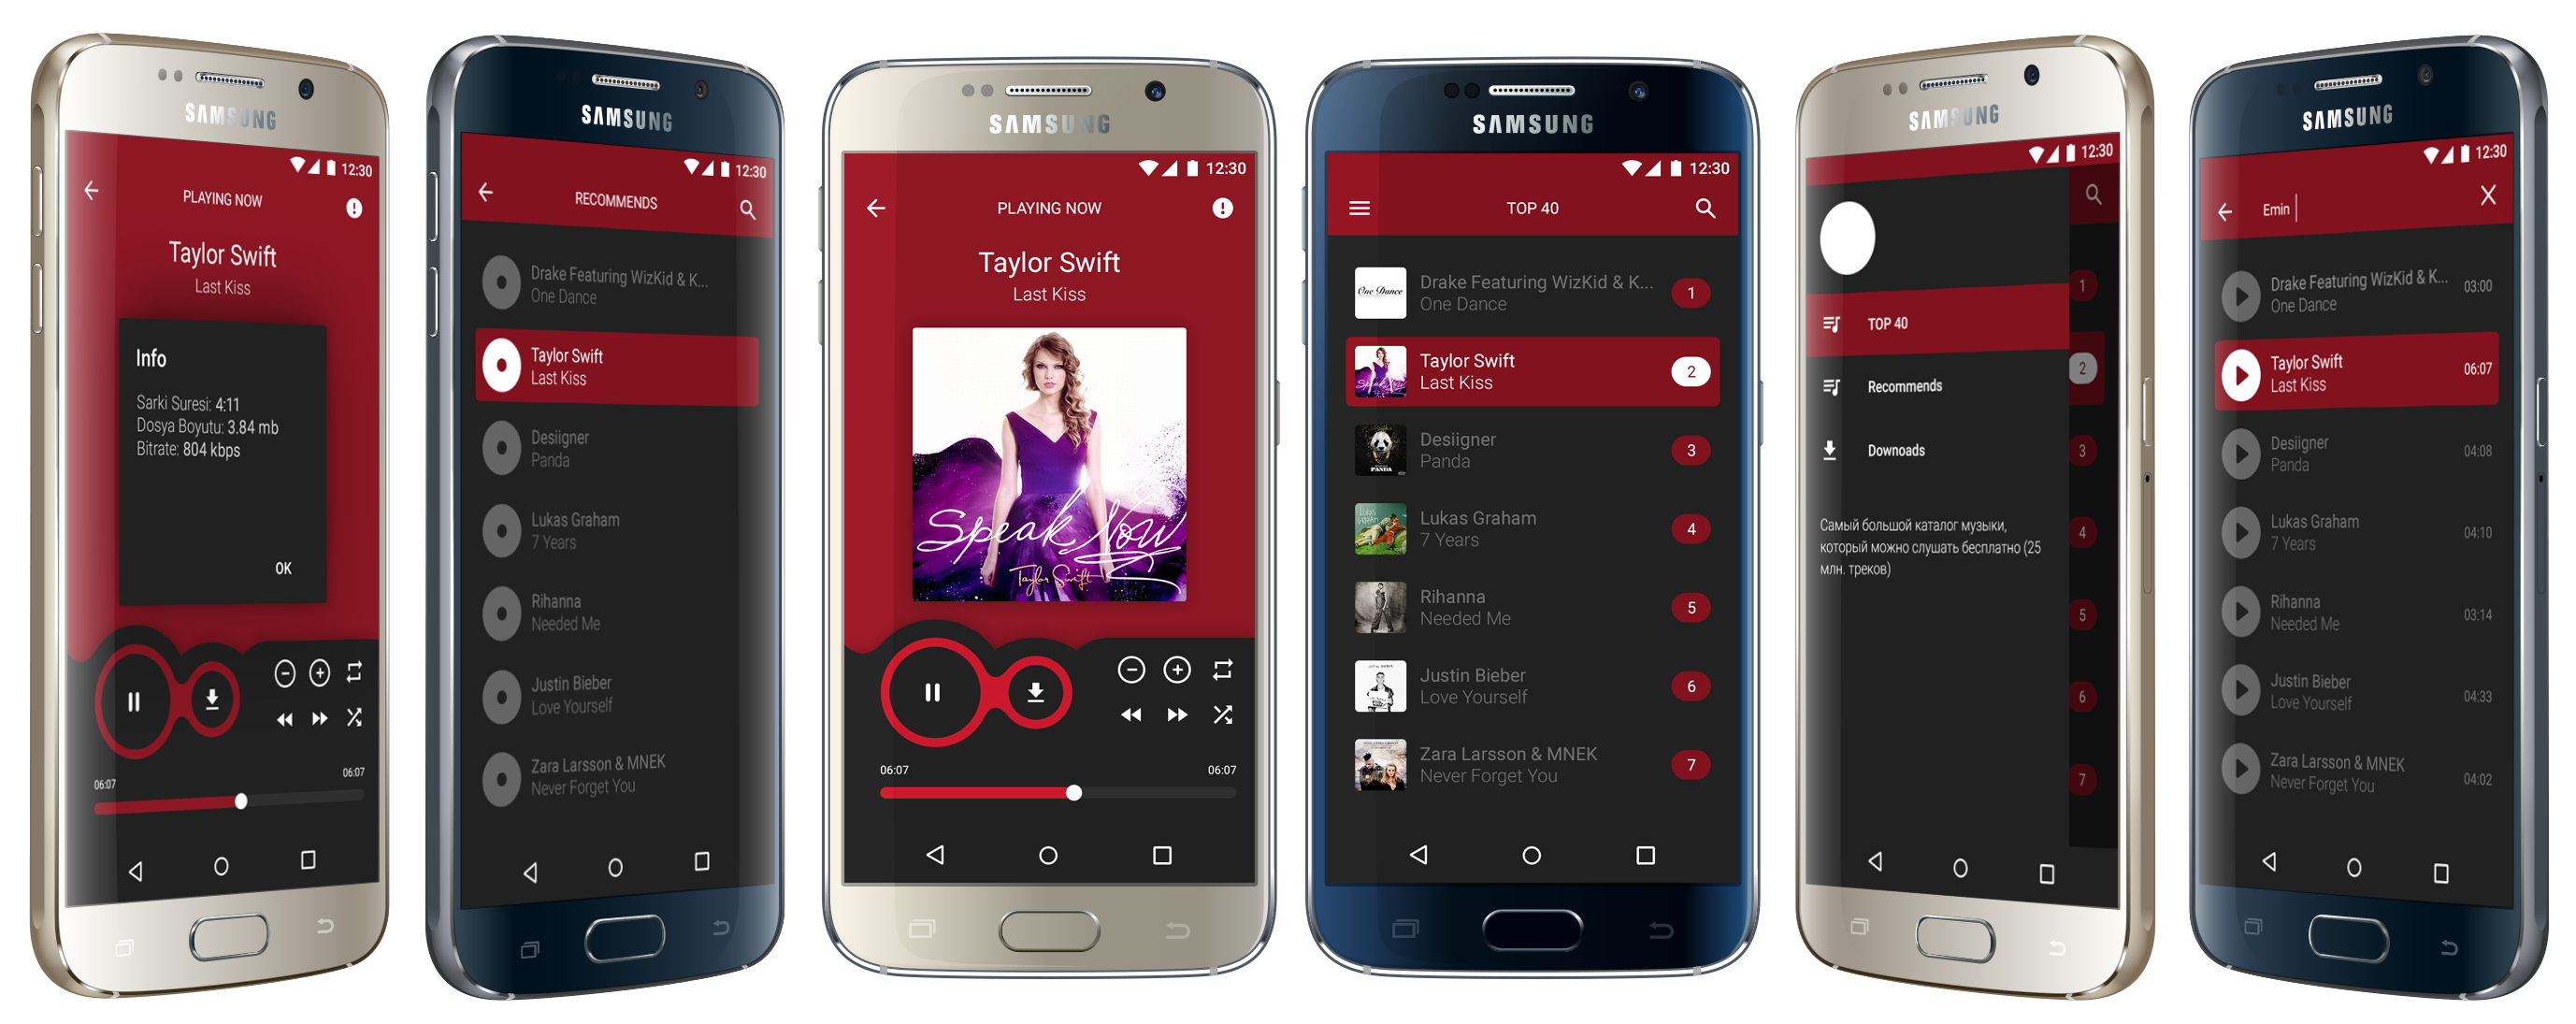 SAMSUNG
12:30
PLAYING NOW
Taylor Swift
Last Kiss
Info
Sarki Suresi: 4:11
Dosya Boyutu: 3.84 mb
Bitrate: 804 kbps
OK
06:07
06:07
SAMSUNG
12:30
RECOMMENDS
Drake Featuring WizKid & K...
One Dance
Taylor Swift
Last Kiss
Desiigner
Panda
Lukas Graham
7 Years
Rihanna
Needed Me
Justin Bieber
Love Yourself
Zara Larsson & MNEK
Never Forget You
SAMSUNG
12:30
PLAYING NOW
Taylor Swift
Last Kiss
Speak Now
Taylor Swift
06:07
06:07
SAMSUNG
12:30
TOP 40
One Dance
Drake Featuring WizKid & K...
One Dance
1
Speak Now
Taylor Swift
Last Kiss
2
PANDA
Desiigner
Panda
3
Lukas Graham
7 Years
4
Rihanna
Needed Me
5
Justin Bieber
Love Yourself
6
Zara Larsson & MNEK
Never Forget You
7
SAMSUNG
12:30
TOP 40
Recommends
Downoads
Самый большой каталог музыки,
который можно слушать бесплатно (25
млн. треков)
1
2
3
4
5
6
7
SAMSUNG
12:30
Emin
Drake Featuring WizKid & K...
One Dance
03:00
Taylor Swift
Last Kiss
06:07
Desiigner
Panda
04:08
Lukas Graham
7 Years
04:10
Rihanna
Needed Me
03:14
Justin Bieber
Love Yourself
04:33
Zara Larsson & MNEK
Never Forget You
04:02